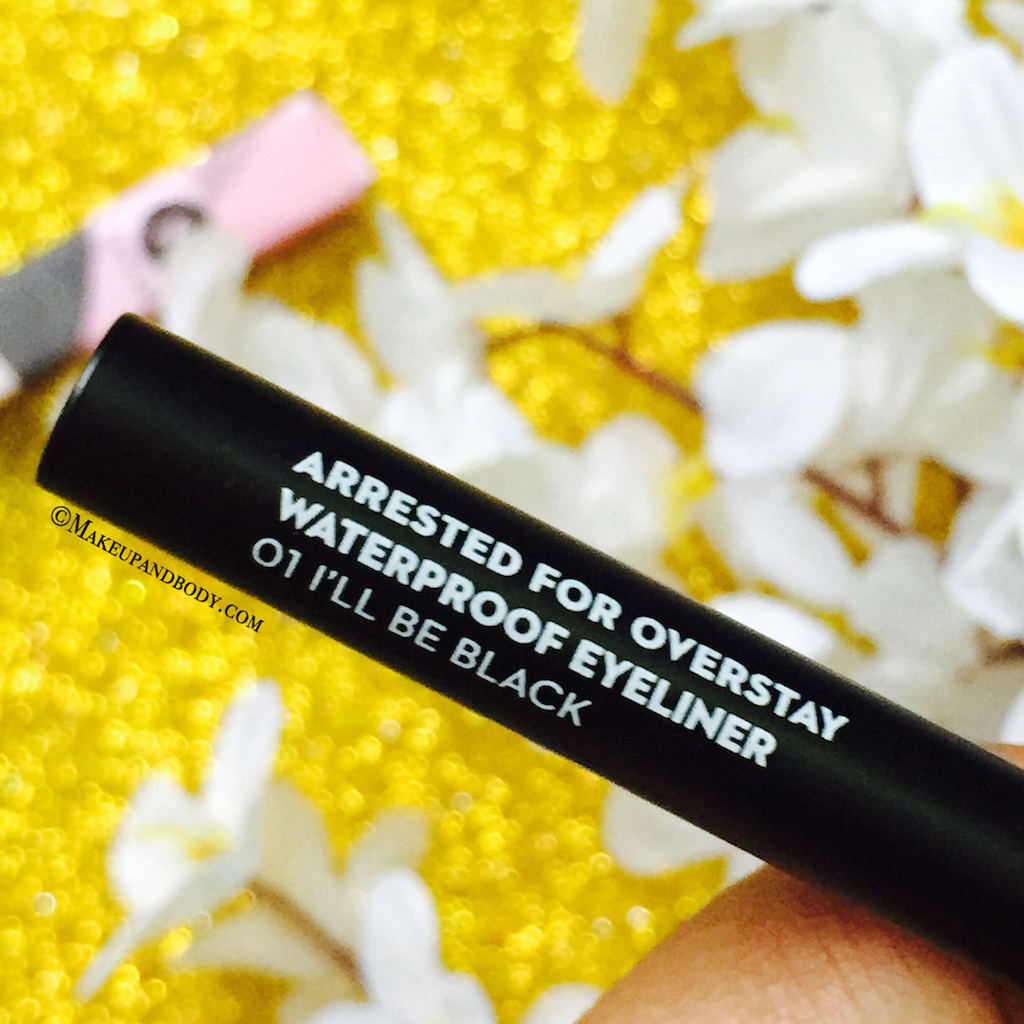 ARRESTED FOR OVERSTAY
WATERPROOF EYELINER
01 I'LL BE BLACK
©MAKEUPANDBODY.COM